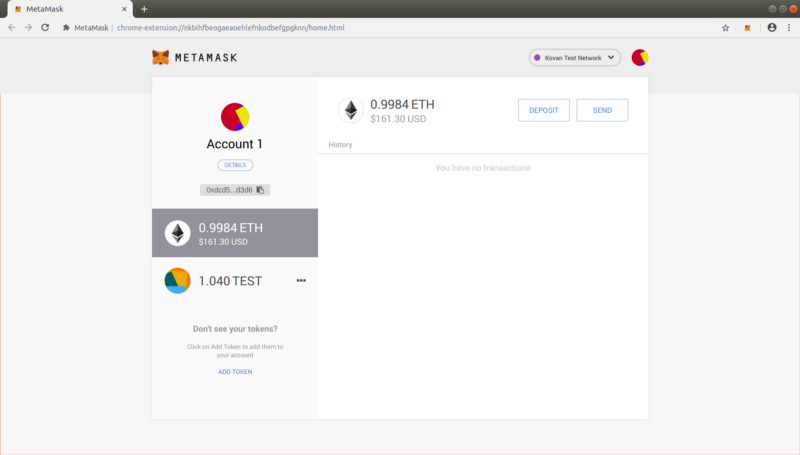 MetaMask
MetaMask | chrome-extension://nkbihfbeogaeaoehlefnkodbefgpgknn/home.html
METAMASK
Kovan Test Network
Account 1
DETAILS
0xdcd5...d3d6
0.9984 ETH
$161.30 USD
1.040 TEST
Don't see your tokens?
Click on Add Token to add them to
your account
ADD TOKEN
0.9984 ETH
$161.30 USD
DEPOSIT
SEND
History
You have no transactions